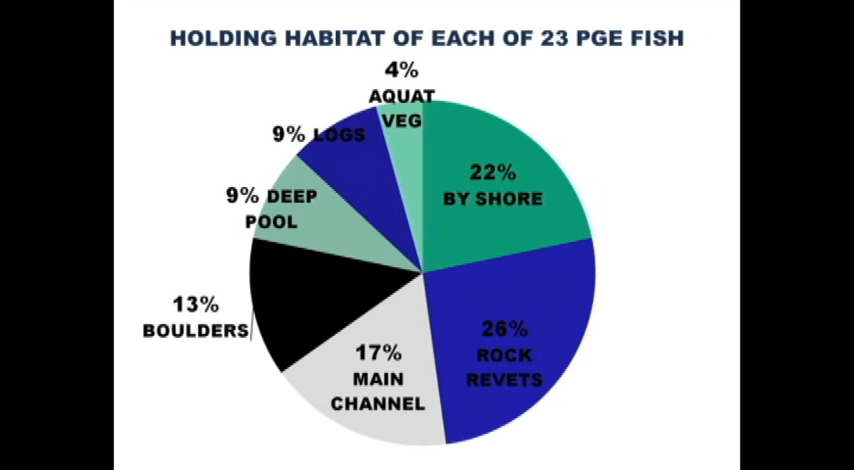 HOLDING HABITAT OF EACH OF 23 PGE FISH
4%
AQUAT
VEG
9% LOGS
22%
BY SHORE
9% DEEP
POOL
13%
BOULDERS
26%
ROCK
REVETS
17%
MAIN
CHANNEL